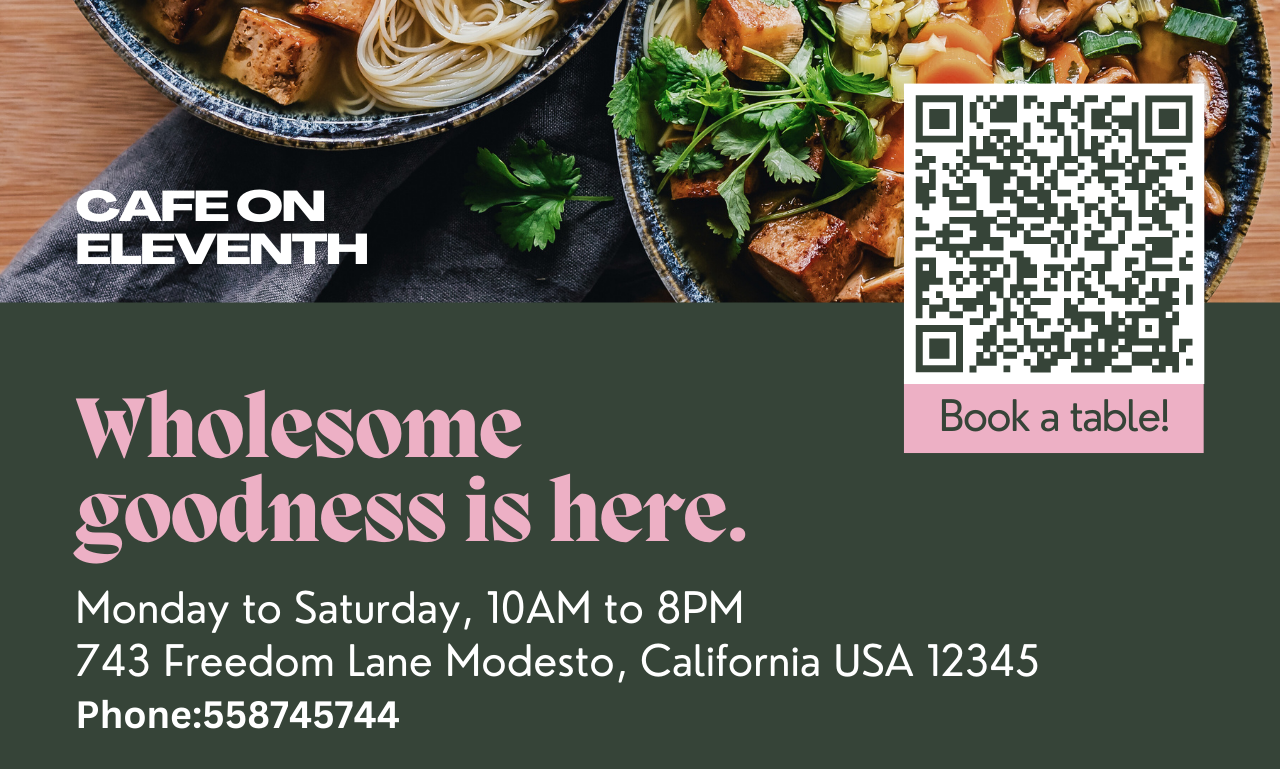 CAFE ON
ELEVENTH
Book a table!
Wholesome
goodness is here.
Monday to Saturday, 10AM to 8PM
743 Freedom Lane Modesto, California USA 12345
Phone:558745744